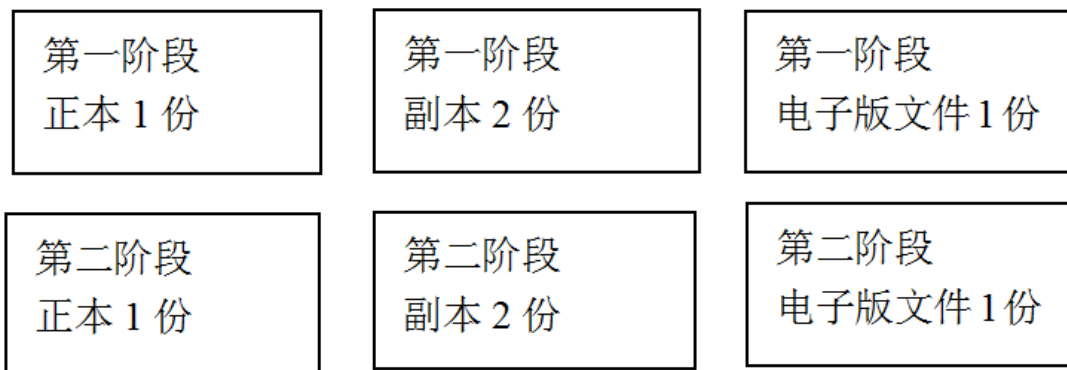 第一阶段
正本 1 份
第一阶段
副本 2 份
第一阶段
电子版文件 1 份
第二阶段
正本 1 份
第二阶段
副本 2 份
第二阶段
电子版文件 1 份